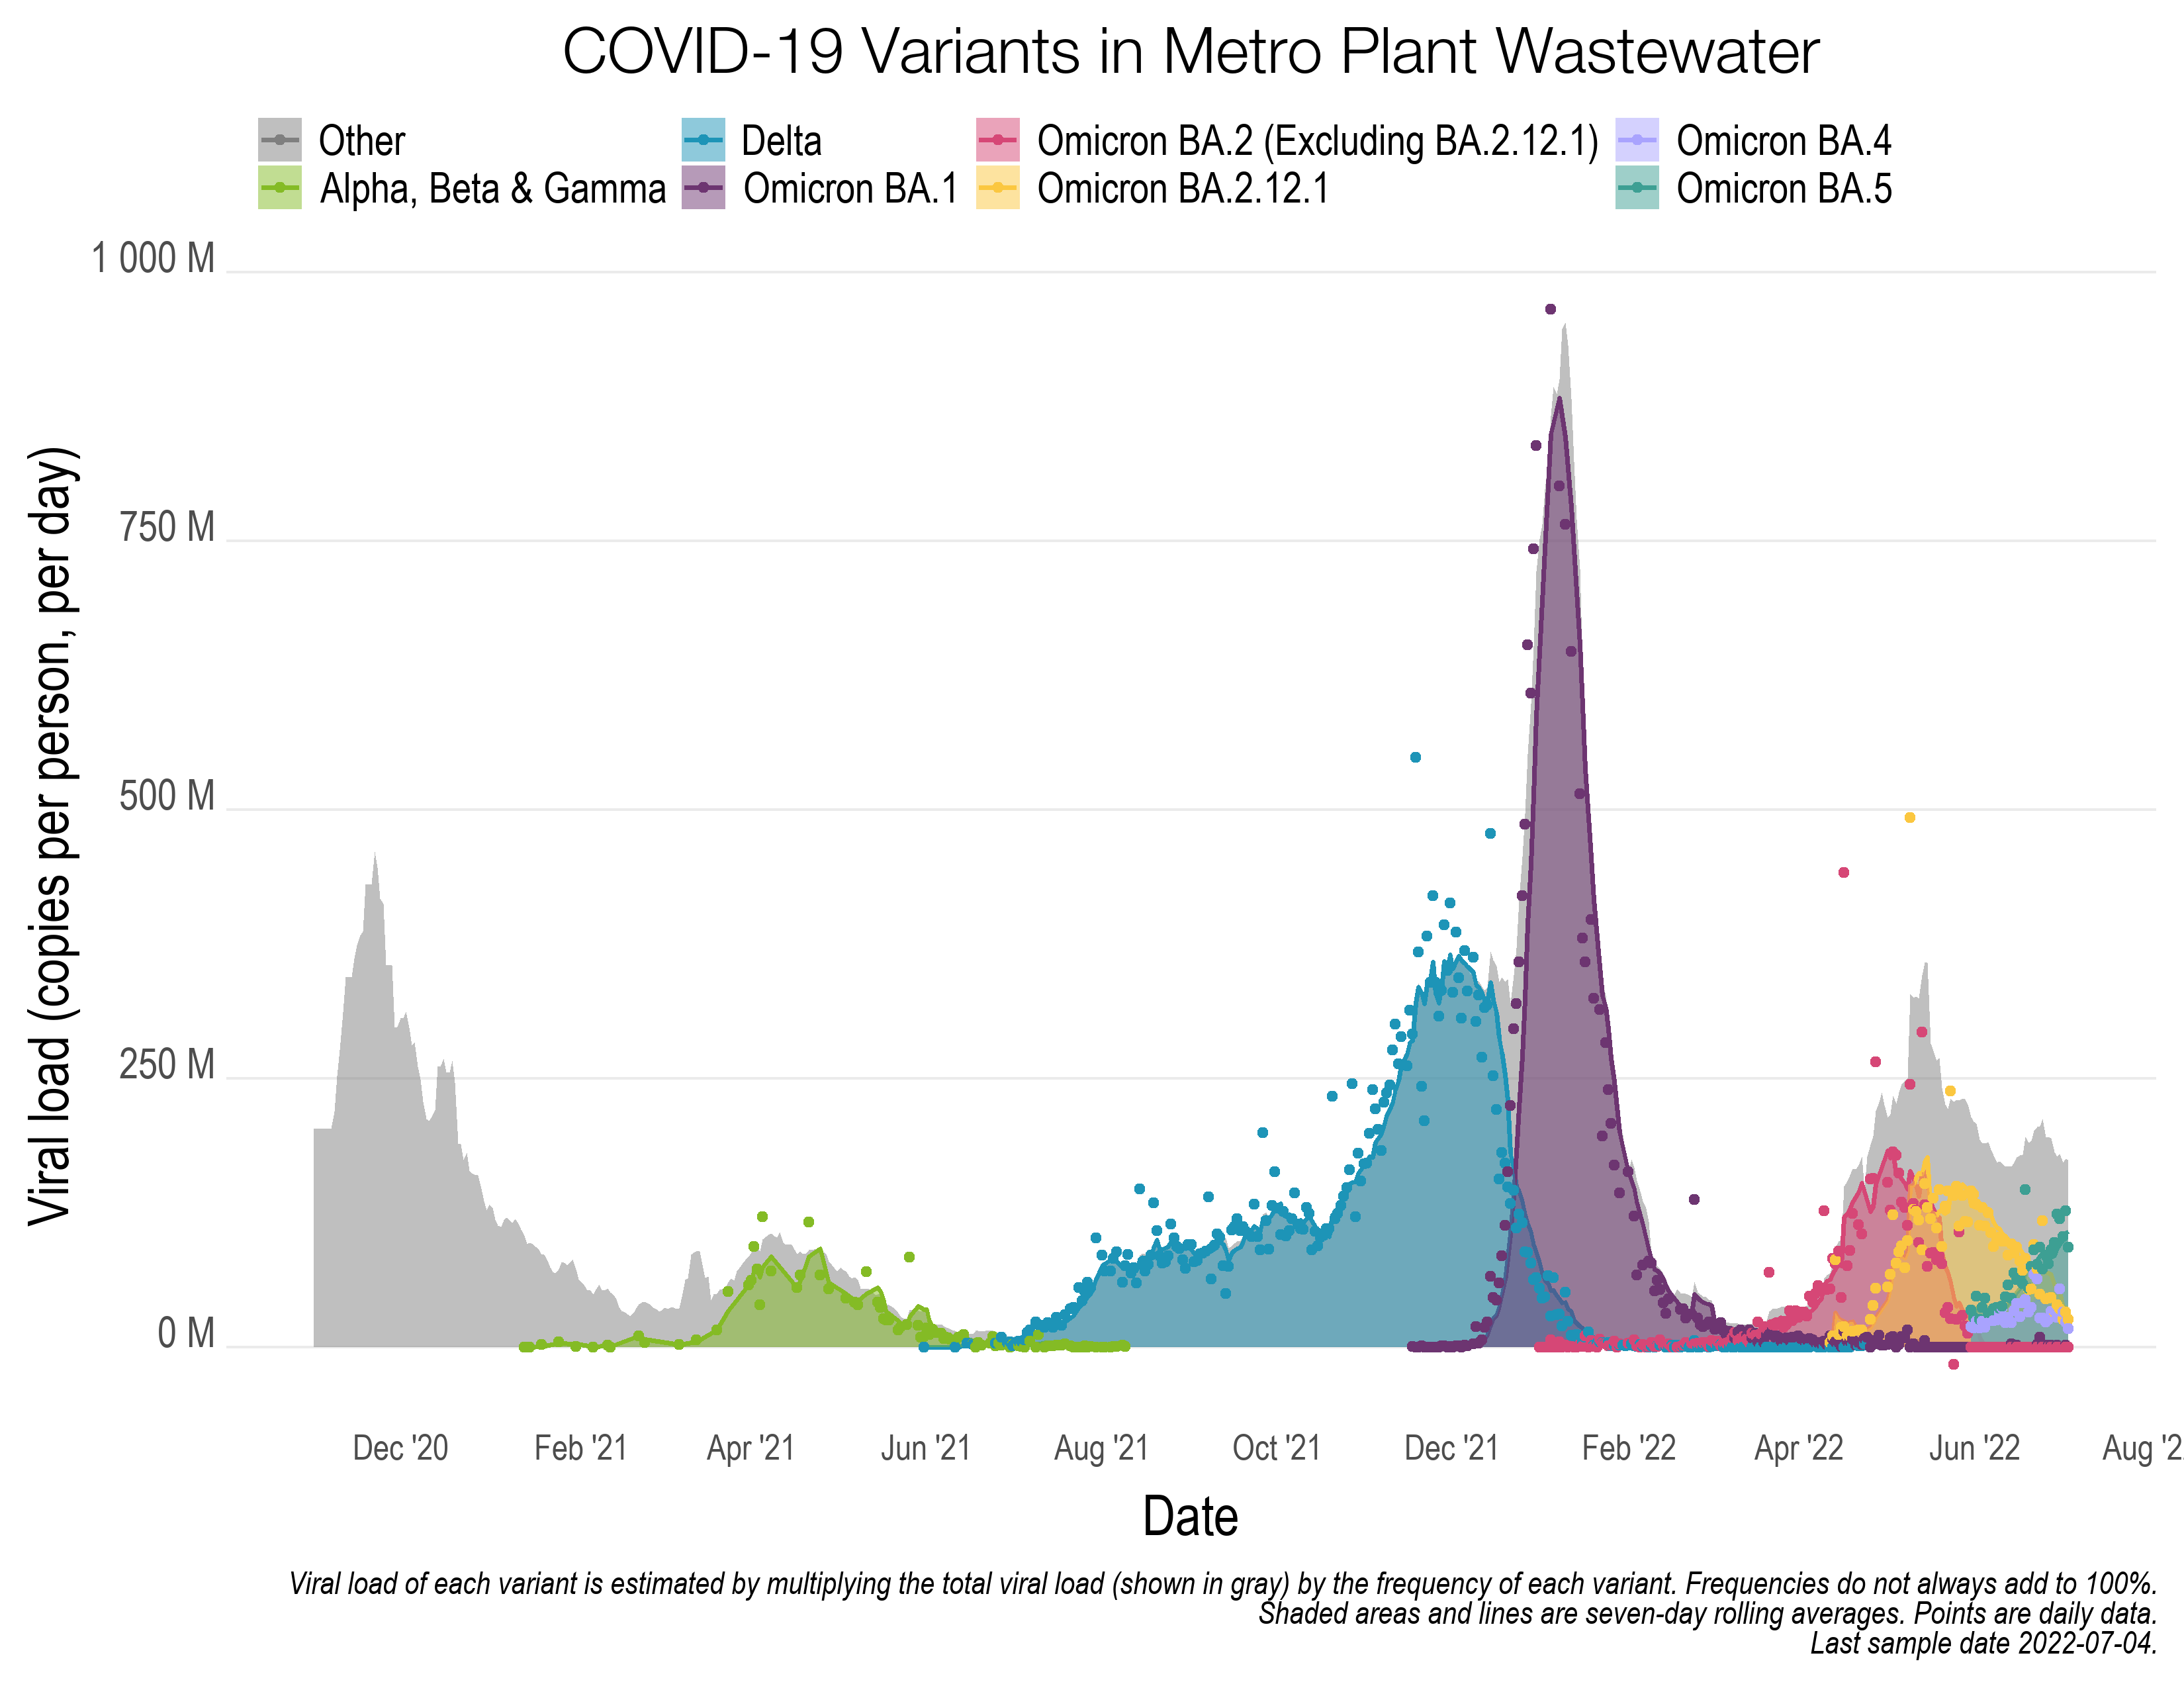 COVID-19 Variants in Metro Plant Wastewater
Other
Delta
Omicron BA.2 (Excluding BA.2.12.1)
Omicron BA.4
Alpha, Beta & Gamma
Omicron BA.1
Omicron BA.2.12.1
Omicron BA.5
Viral load (copies per person, per day)
1 000 M
750 M
500 M
250 M
0 M
Dec '20
Feb '21
Apr '21
Jun '21
Aug '21
Oct '21
Dec '21
Feb '22
Apr '22
Jun '22
Aug '2
Date
Viral load of each variant is estimated by multiplying the total viral load (shown in gray) by the frequency of each variant. Frequencies do not always add to 100%.
Shaded areas and lines are seven-day rolling averages. Points are daily data.
Last sample date 2022-07-04.